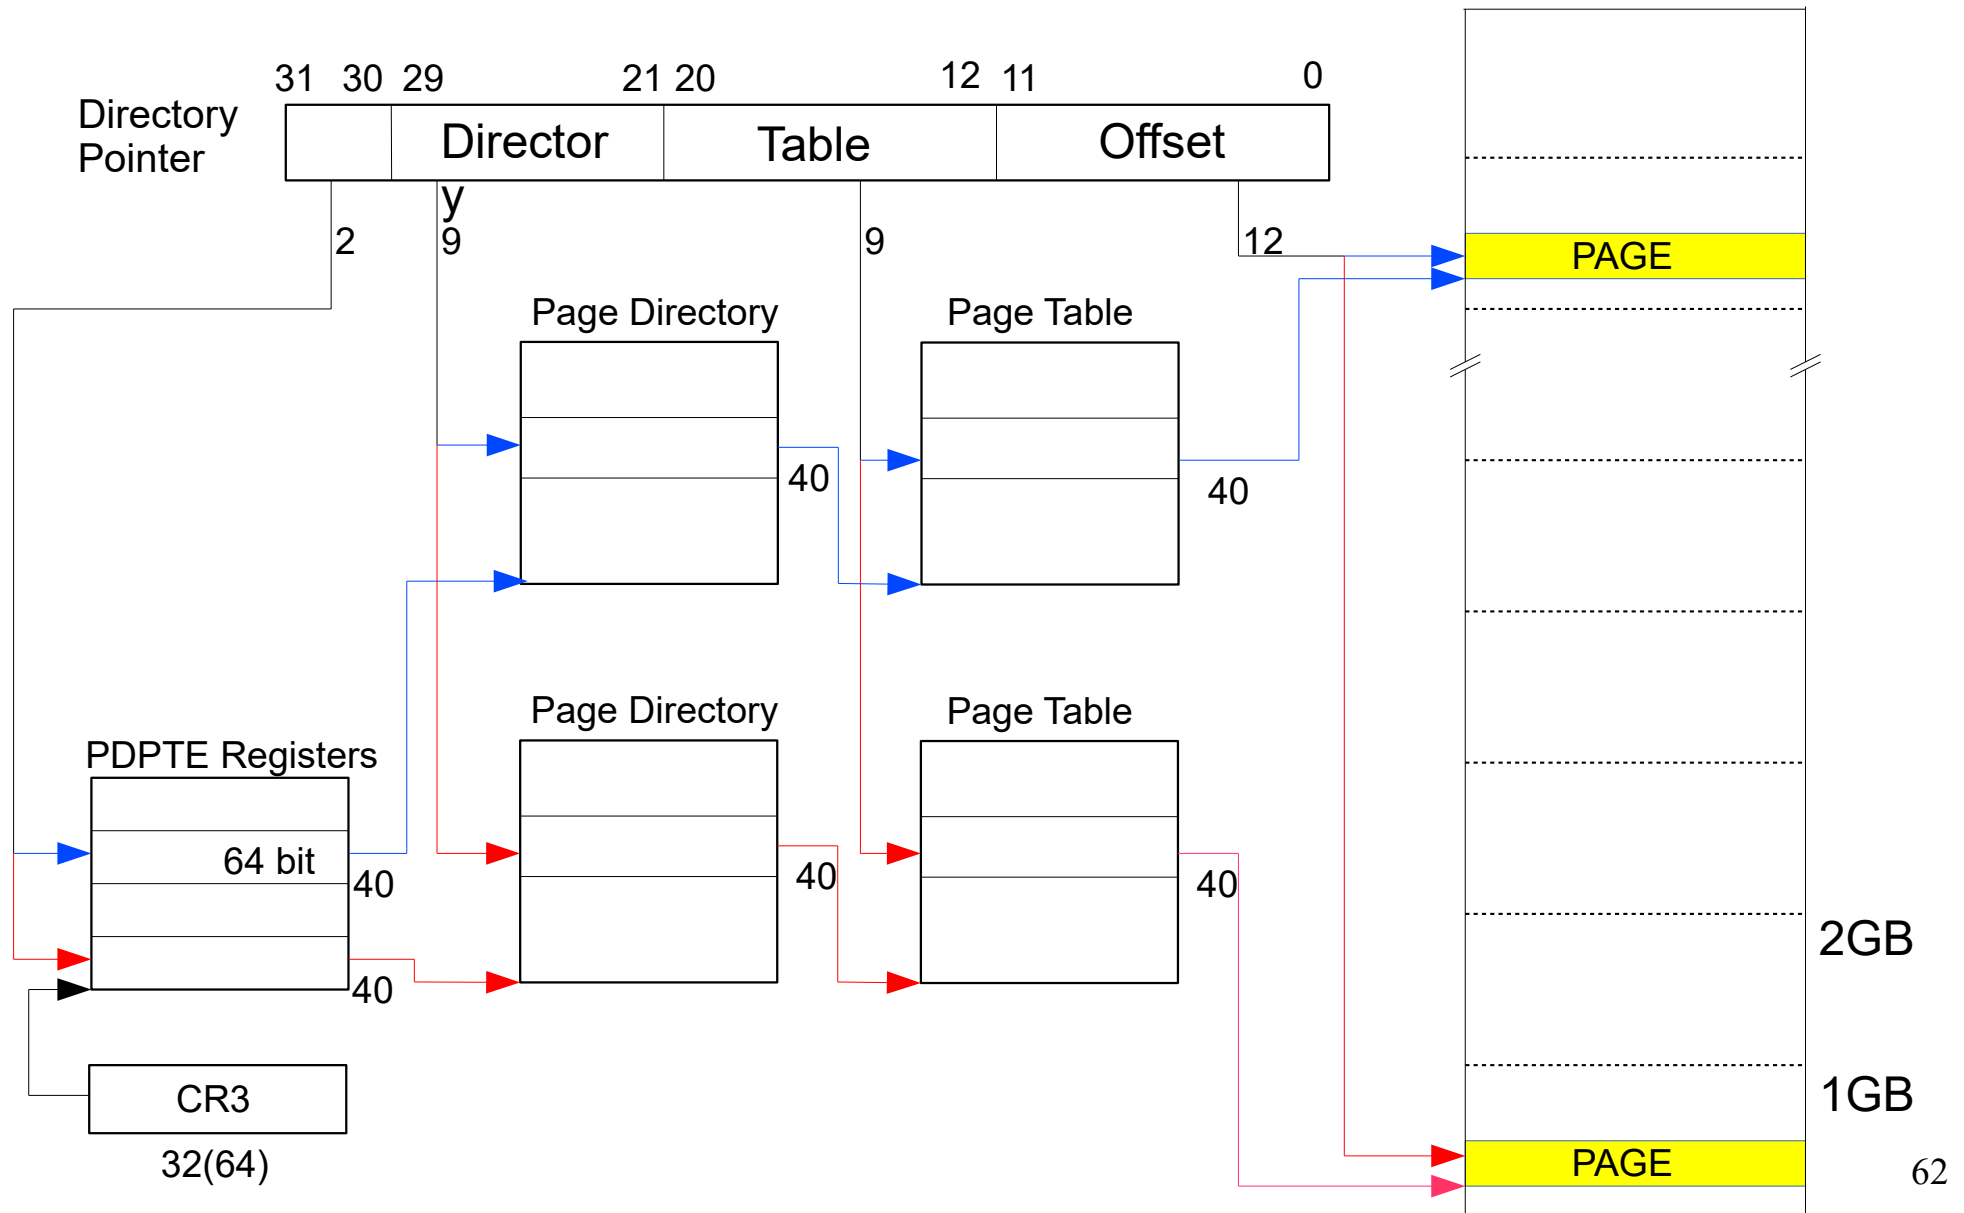 31 30 29 21 20 12 11 0
Directory
Pointer
Director
y
Table
Offset
2
9
9
12
PAGE
Page Directory
Page Table
40
40
Page Directory
Page Table
PDPTE Registers
64 bit
40
40
40
40
2GB
1GB
CR3
32(64)
PAGE
62